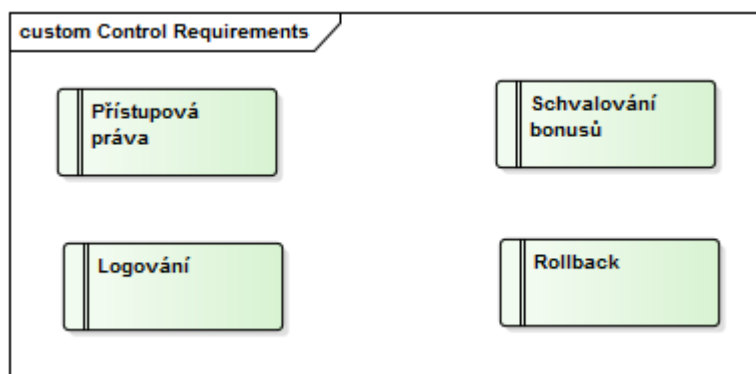 custom Control Requirements
Přístupová
práva
Schvalování
bonusů
Logování
Rollback